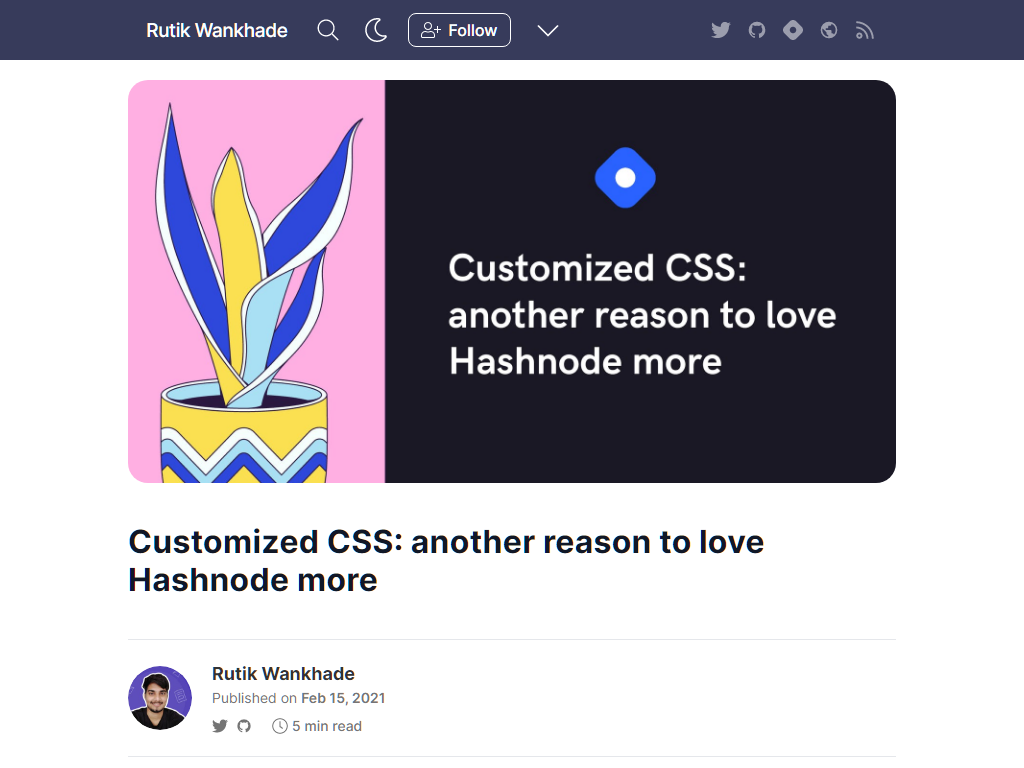 Rutik Wankhade
Follow
Customized CSS:
another reason to love
Hashnode more
Customized CSS: another reason to love
Hashnode more
Rutik Wankhade
Published on Feb 15, 2021
5 min read